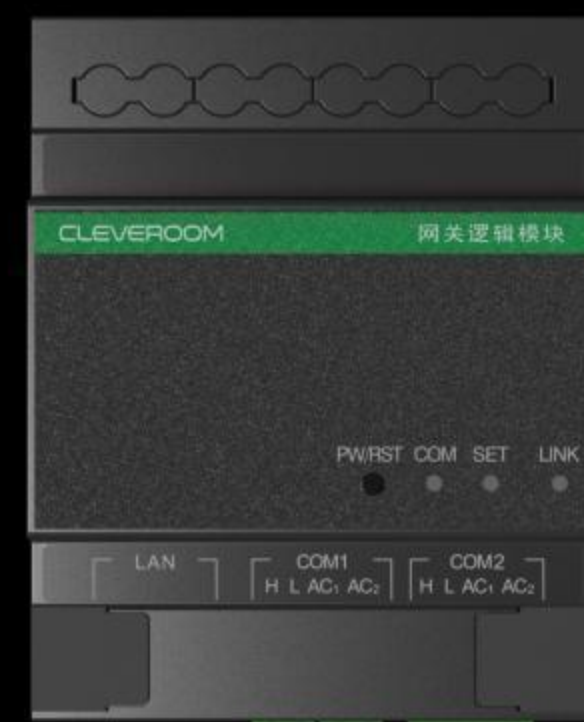 CLEVEROOM 网关逻辑模块
PW/RST COM SET LINK
LAN COM1 COM2
H L AC₁ AC₂ H L AC₁ AC₂